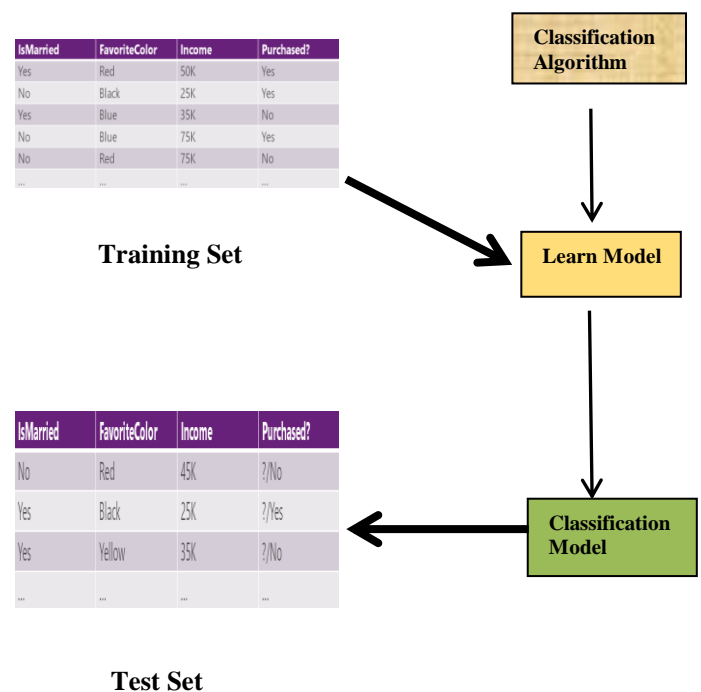 IsMarried FavoriteColor Income Purchased?
Yes Red 50K Yes
No Black 25K Yes
Yes Blue 35K No
No Blue 75K Yes
No Red 75K No
... ... ... ...
Training Set
Classification
Algorithm
Learn Model
IsMarried FavoriteColor Income Purchased?
No Red 45K ?/No
Yes Black 25K ?/Yes
Yes Yellow 35K ?/No
... ... ... ...
Classification
Model
Test Set